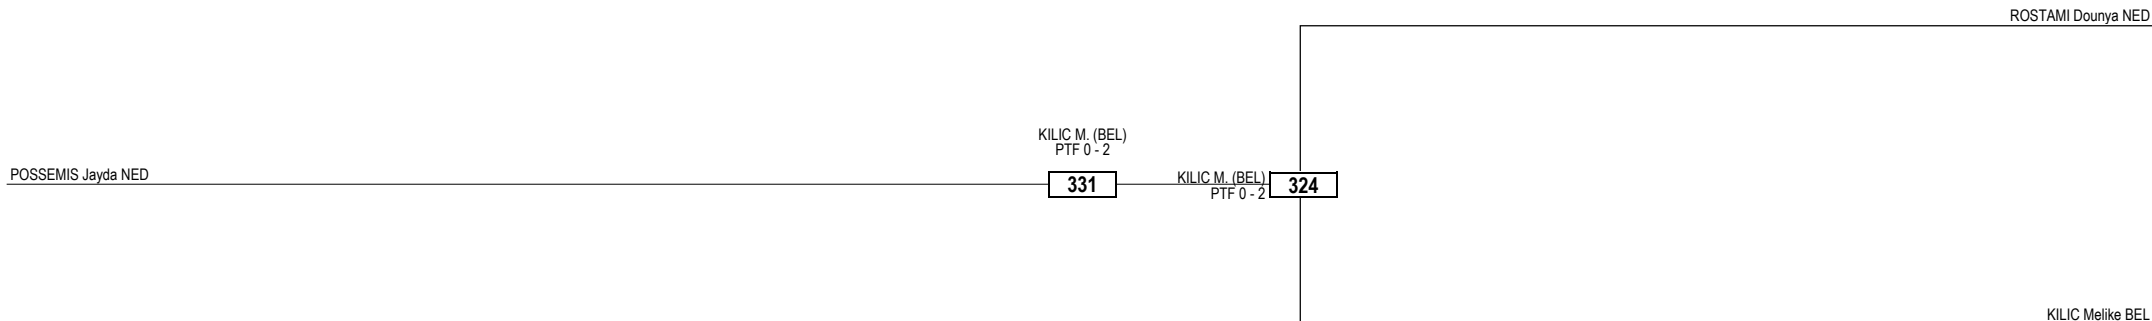 ROSTAMI Dounya NED
KILIC M. (BEL)
PTF 0 - 2
POSSEMIS Jayda NED
331
KILIC M. (BEL)
PTF 0 - 2
324
KILIC Melike BEL